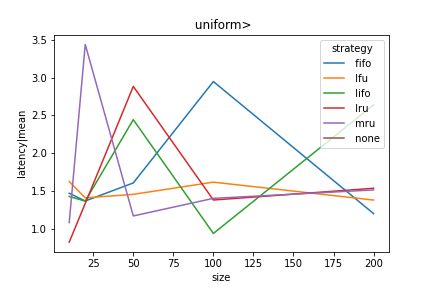 uniform>
3.5
3.0
2.5
2.0
1.5
1.0
latency|mean
25
50
75
100
125
150
175
200
size
strategy
fifo
lfu
lifo
lru
mru
none